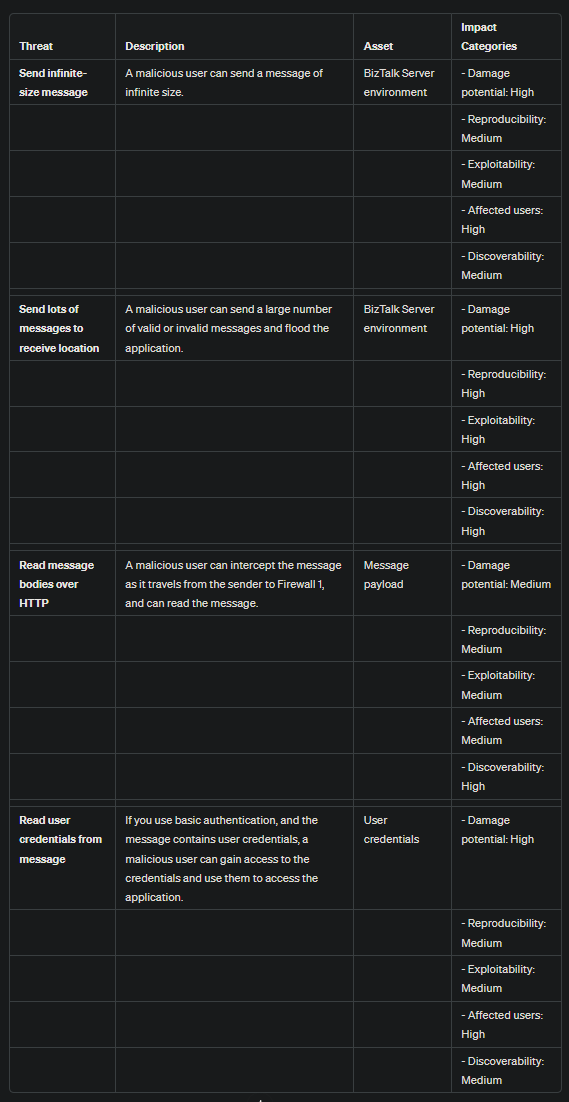 Threat Description Asset Impact Categories
Send infinite- A malicious user can send a message of BizTalk Server - Damage
size message infinite size. environment potential: High
- Reproducibility:
Medium
- Exploitability:
Medium
- Affected users:
High
- Discoverability:
Medium
Send lots of A malicious user can send a large number BizTalk Server - Damage
messages to of valid or invalid messages and flood the environment potential: High
receive location application.
- Reproducibility:
High
- Exploitability:
High
- Affected users:
High
- Discoverability:
High
Read message A malicious user can intercept the message Message - Damage
bodies over as it travels from the sender to Firewall 1, payload potential: Medium
HTTP and can read the message.
- Reproducibility:
Medium
- Exploitability:
Medium
- Affected users:
Medium
- Discoverability:
High
Read user If you use basic authentication, and the User - Damage
credentials from message contains user credentials, a credentials potential: High
message malicious user can gain access to the
credentials and use them to access the
application.
- Reproducibility:
Medium
- Exploitability:
Medium
- Affected users:
High
- Discoverability:
Medium